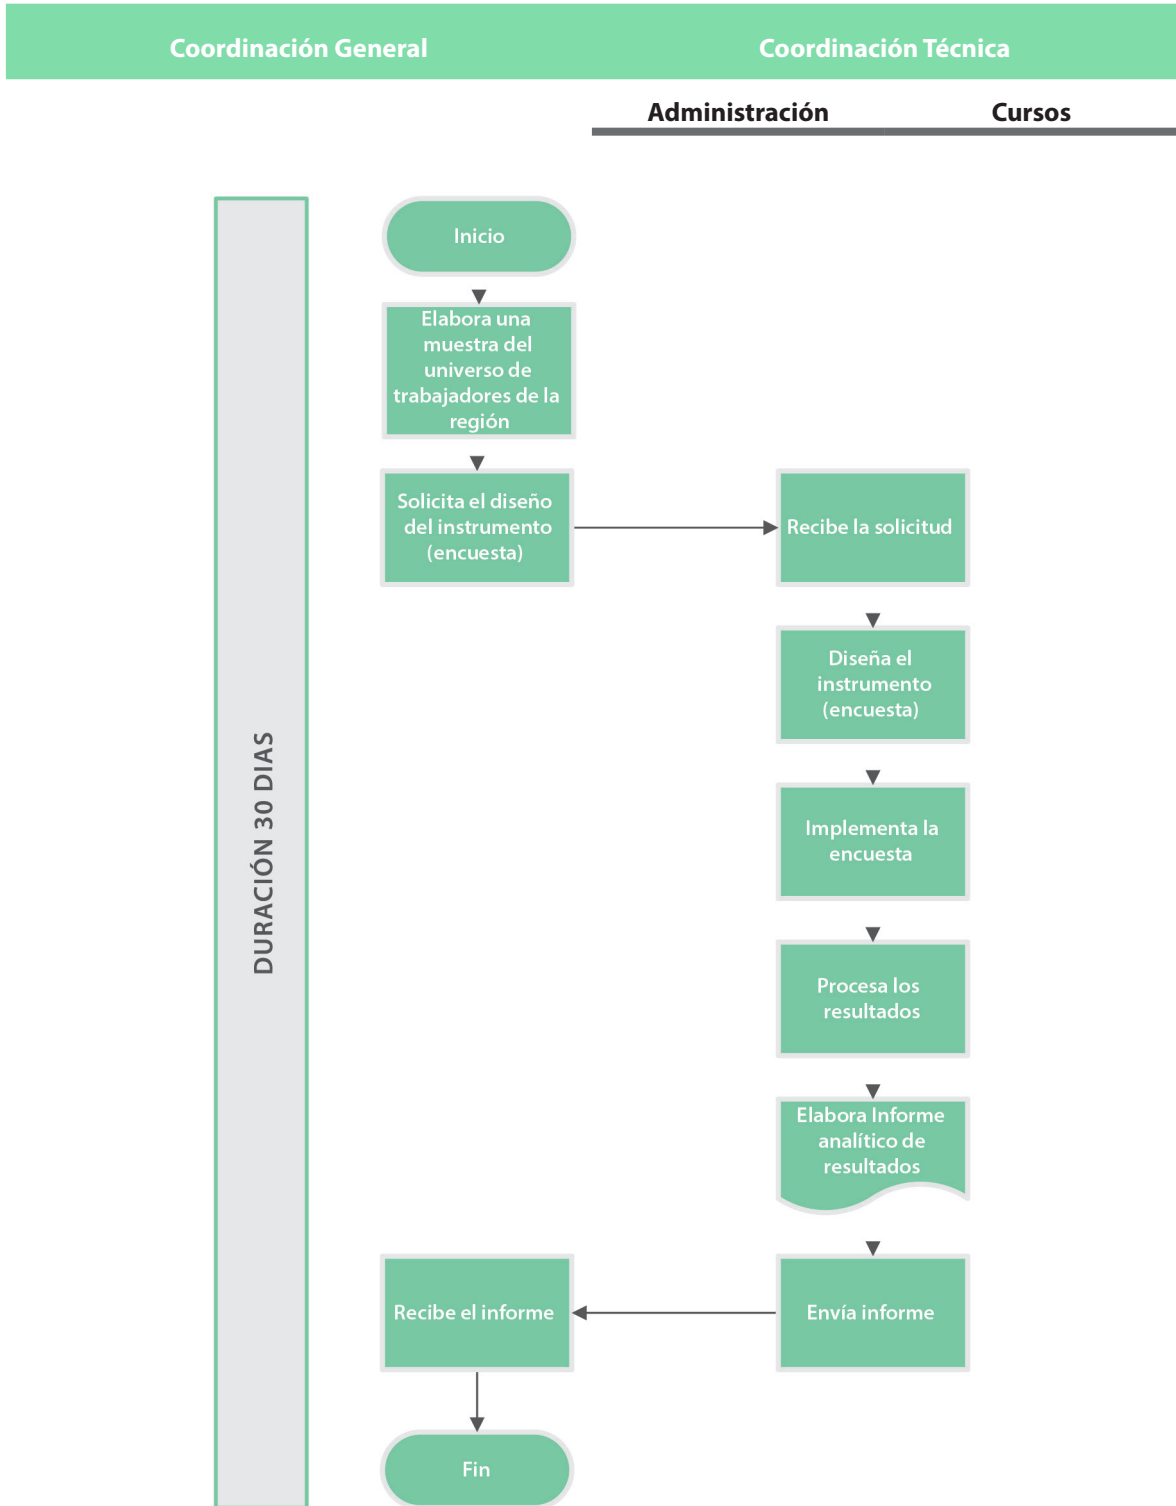 Coordinación General
Coordinación Técnica
Administración
Cursos
DURACIÓN 30 DIAS
Inicio
Elabora una
muestra del
universo de
trabajadores de la
región
Solicita el diseño
del instrumento
(encuesta)
Recibe la solicitud
Diseña el
instrumento
(encuesta)
Implementa la
encuesta
Procesa los
resultados
Elabora Informe
analítico de
resultados
Envía informe
Recibe el informe
Fin